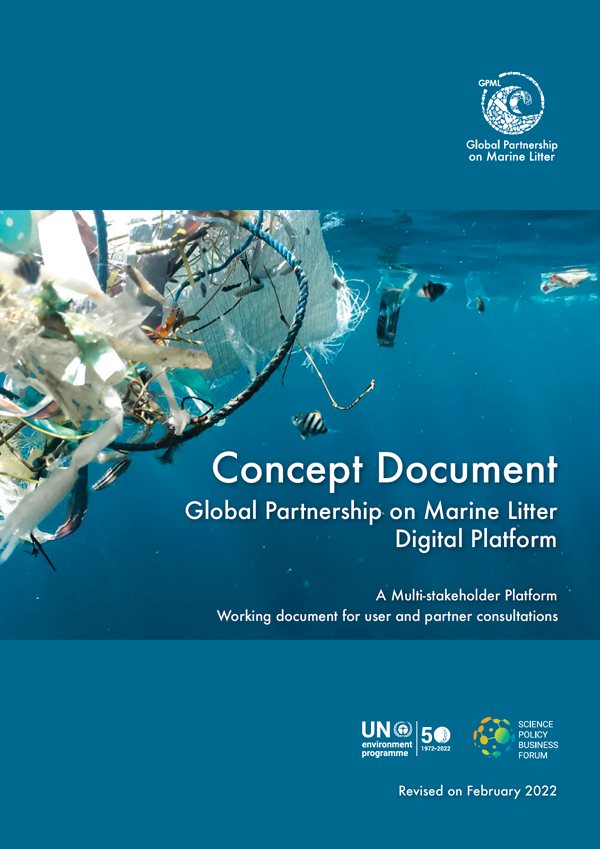 GPML
Global Partnership
on Marine Litter
Concept Document
Global Partnership on Marine Litter
Digital Platform
A Multi-stakeholder Platform
Working document for user and partner consultations
UN
environment
programme
50
1972–2022
SCIENCE
POLICY
BUSINESS
FORUM
Revised on February 2022